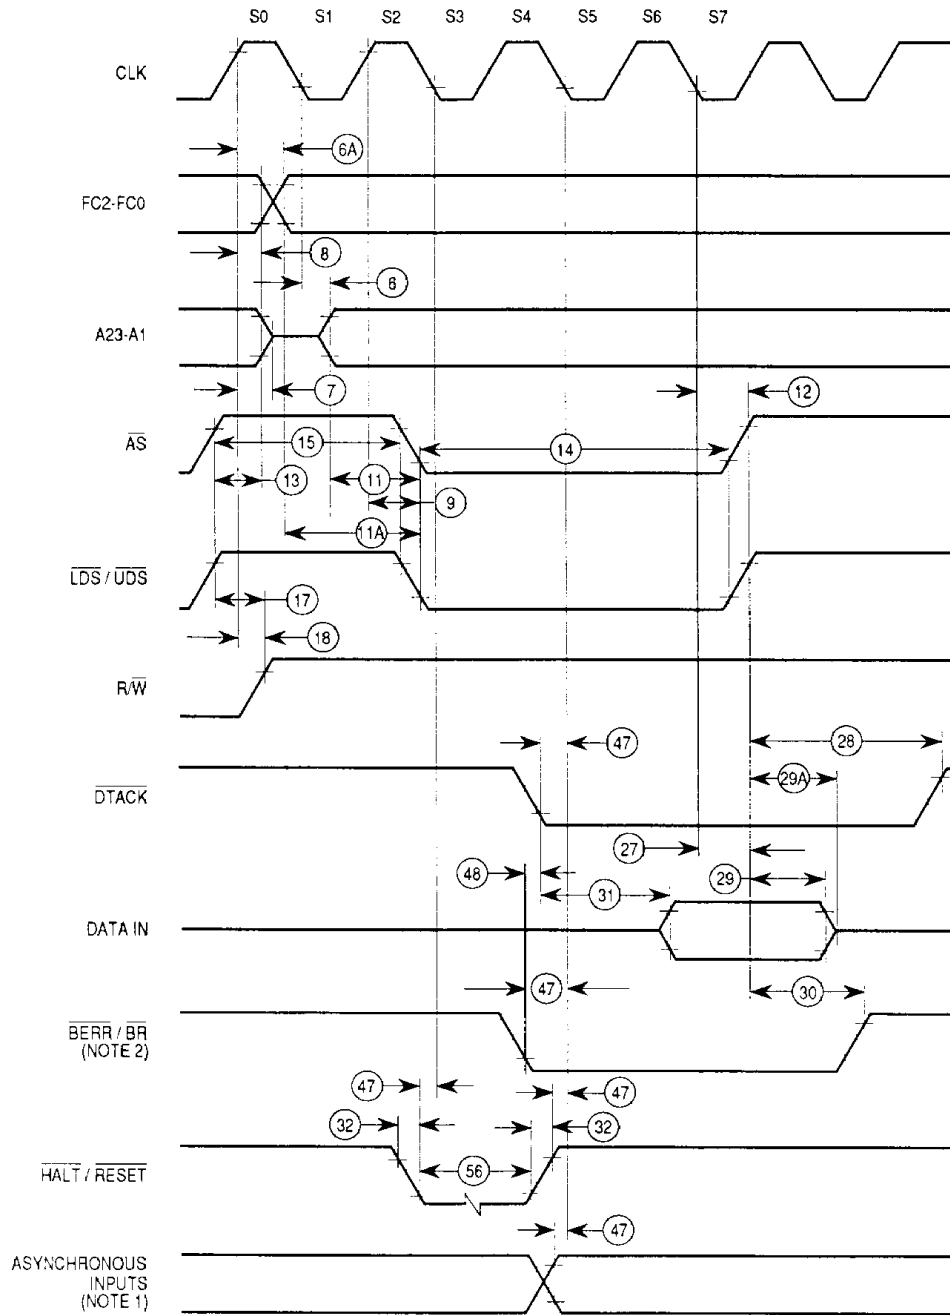 S0 S1 S2 S3 S4 S5 S6 S7
CLK
6A
FC2-FC0
8
6
A23-A1
7
12
AS
15
14
13
11
9
11A
LDS / UDS
17
18
R/W
47
28
DTACK
29A
27
48
29
31
DATA IN
47
30
BERR / BR
(NOTE 2)
47
47
32
32
HALT / RESET
56
47
ASYNCHRONOUS
INPUTS
(NOTE 1)